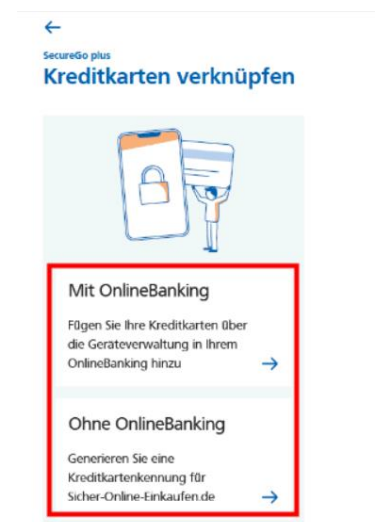 SecureGo plus
Kreditkarten verknüpfen
Mit OnlineBanking
Fügen Sie Ihre Kreditkarten über
die Geräteverwaltung in Ihrem
OnlineBanking hinzu
Ohne OnlineBanking
Generieren Sie eine
Kreditkartenkennung für
Sicher-Online-Einkaufen.de